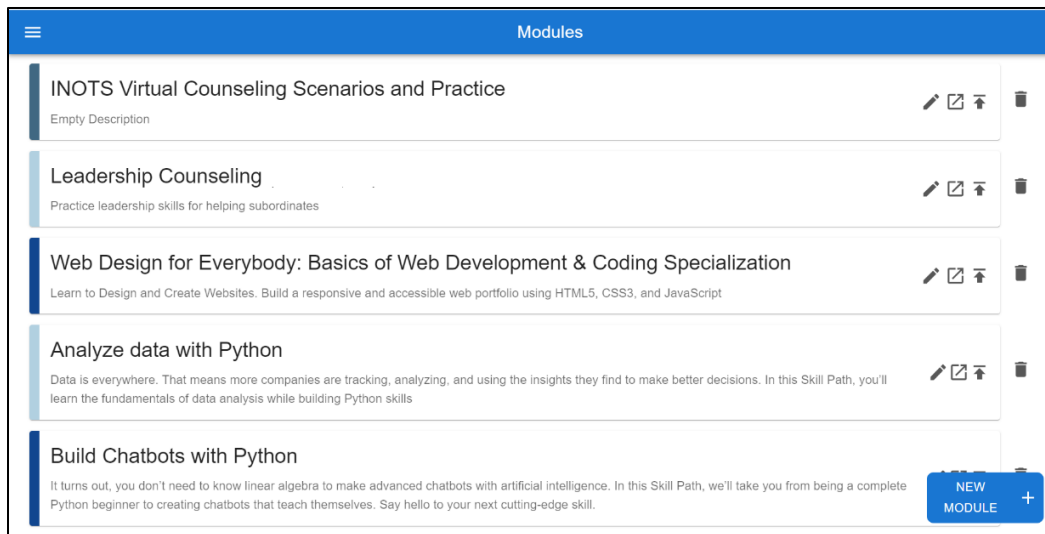 Modules
INOTS Virtual Counseling Scenarios and Practice
Empty Description
Leadership Counseling
Practice leadership skills for helping subordinates
Web Design for Everybody: Basics of Web Development & Coding Specialization
Learn to Design and Create Websites. Build a responsive and accessible web portfolio using HTML5, CSS3, and JavaScript
Analyze data with Python
Data is everywhere. That means more companies are tracking, analyzing, and using the insights they find to make better decisions. In this Skill Path, you'll
learn the fundamentals of data analysis while building Python skills
Build Chatbots with Python
It turns out, you don't need to know linear algebra to make advanced chatbots with artificial intelligence. In this Skill Path, we'll take you from being a complete
Python beginner to creating chatbots that teach themselves. Say hello to your next cutting-edge skill.
NEW
MODULE +